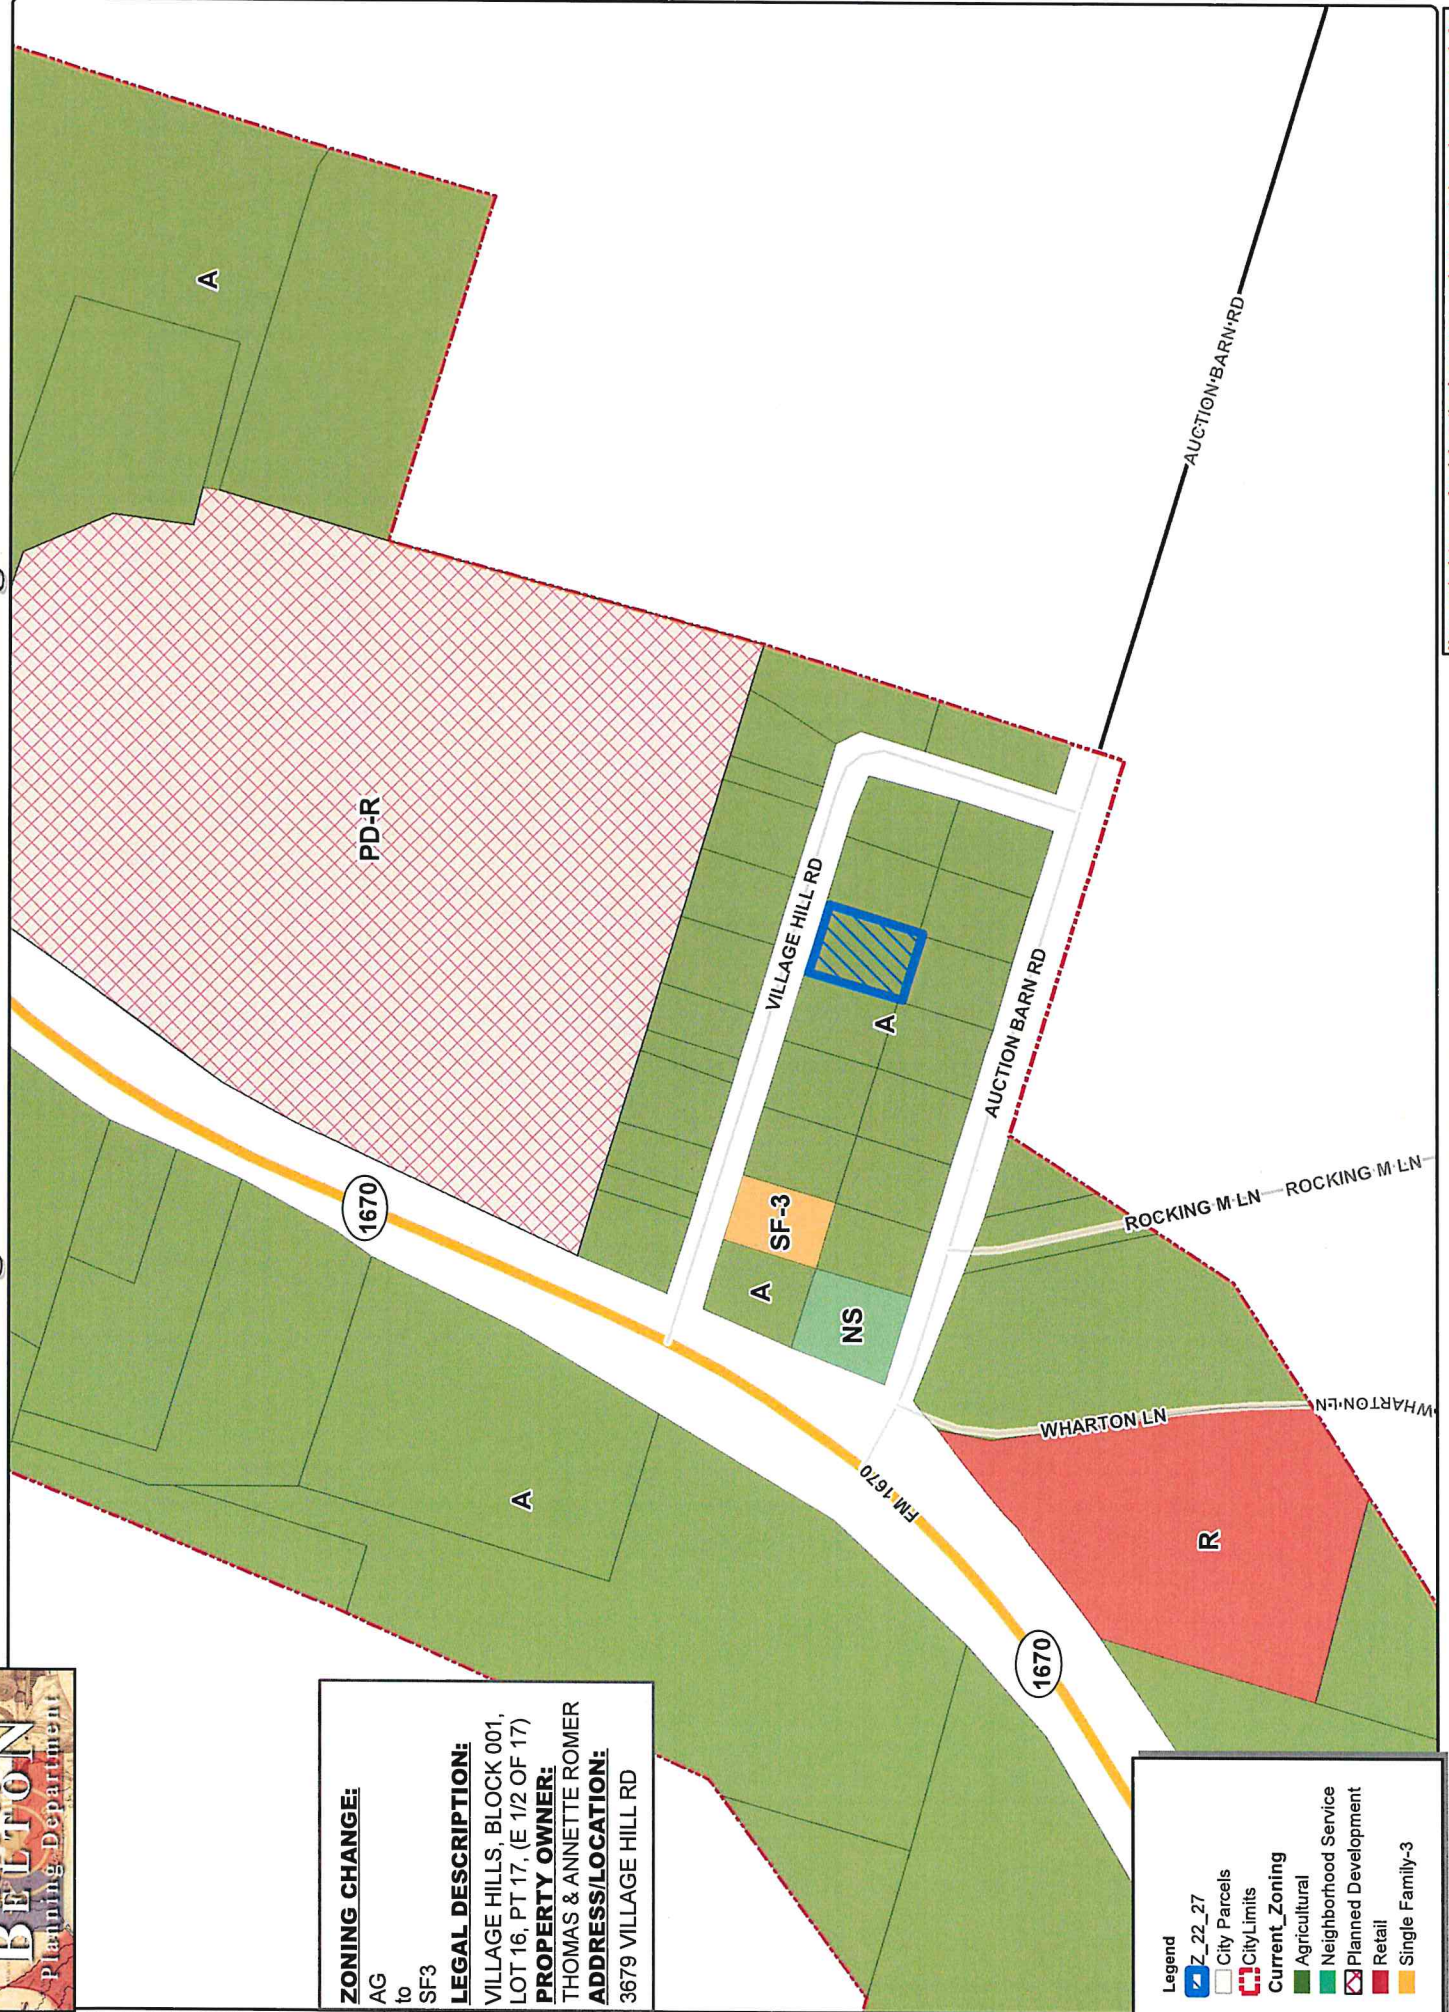 BELTON
Planning Department
ZONING CHANGE:
AG
to
SF3
LEGAL DESCRIPTION:
VILLAGE HILLS, BLOCK 001,
LOT 16, PT 17, (E 1/2 OF 17)
PROPERTY OWNER:
THOMAS & ANNETTE ROMER
ADDRESS/LOCATION:
3679 VILLAGE HILL RD
A
PD-R
1670
A
VILLAGE HILL RD
A
SF-3
A
NS
AUCTION BARN RD
AUCTION BARN RD
ROCKING M LN
ROCKING M LN
WHARTON LN
WHARTON LN
FM 1670
R
1670
Legend
Z_22_27
City Parcels
CityLimits
Current_Zoning
Agricultural
Neighborhood Service
Planned Development
Retail
Single Family-3